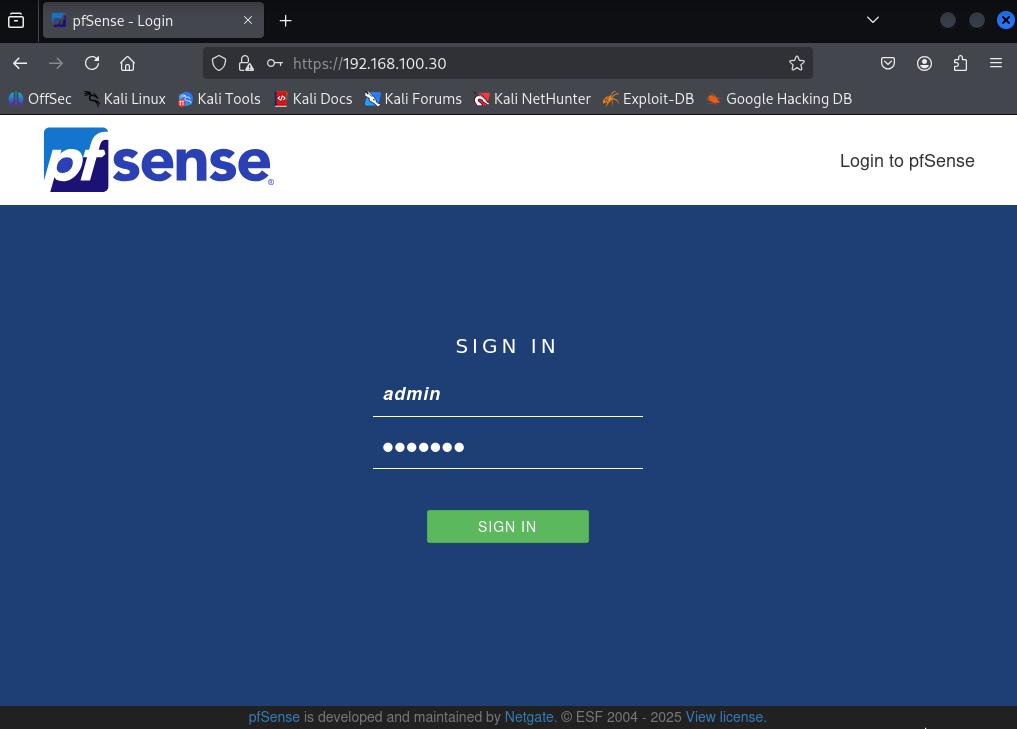 pfSense - Login
https://192.168.100.30
OffSec Kali Linux Kali Tools Kali Docs Kali Forums Kali NetHunter Exploit-DB Google Hacking DB
pfsense® Login to pfSense
SIGN IN
admin
●●●●●●●
SIGN IN
pfSense is developed and maintained by Netgate. © ESF 2004 - 2025 View license.